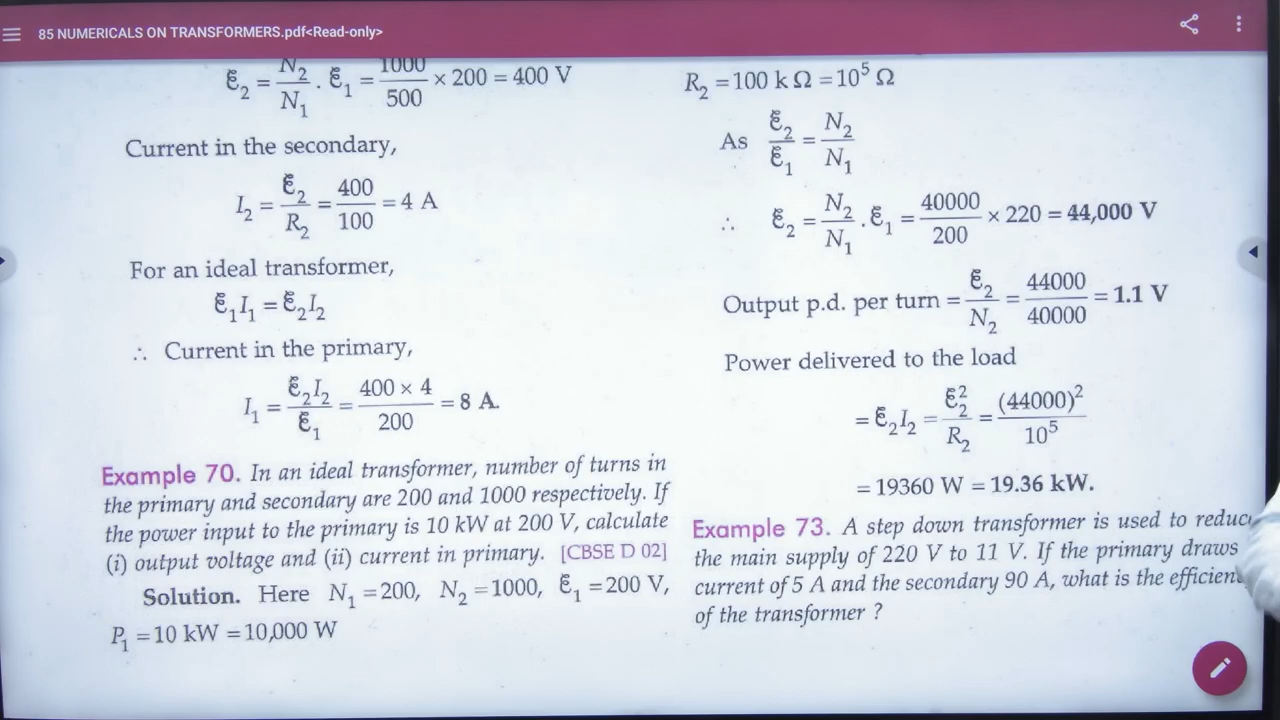 85 NUMERICALS ON TRANSFORMERS.pdf<Read-only>
ℰ₂ = N₂/N₁ . ℰ₁ = 1000/500 × 200 = 400 V
Current in the secondary,
I₂ = ℰ₂/R₂ = 400/100 = 4 A
For an ideal transformer,
ℰ₁I₁ = ℰ₂I₂
∴ Current in the primary,
I₁ = ℰ₂I₂/ℰ₁ = 400 × 4/200 = 8 A.
Example 70. In an ideal transformer, number of turns in
the primary and secondary are 200 and 1000 respectively. If
the power input to the primary is 10 kW at 200 V, calculate
(i) output voltage and (ii) current in primary. [CBSE D 02]
Solution. Here N₁ = 200, N₂ = 1000, ℰ₁ = 200 V,
P₁ = 10 kW = 10,000 W
R₂ = 100 k Ω = 10⁵ Ω
As ℰ₂/ℰ₁ = N₂/N₁
∴ ℰ₂ = N₂/N₁ . ℰ₁ = 40000/200 × 220 = 44,000 V
Output p.d. per turn = ℰ₂/N₂ = 44000/40000 = 1.1 V
Power delivered to the load
= ℰ₂I₂ = ℰ₂²/R₂ = (44000)²/10⁵
= 19360 W = 19.36 kW.
Example 73. A step down transformer is used to reduc
the main supply of 220 V to 11 V. If the primary draws
current of 5 A and the secondary 90 A, what is the efficien
of the transformer ?